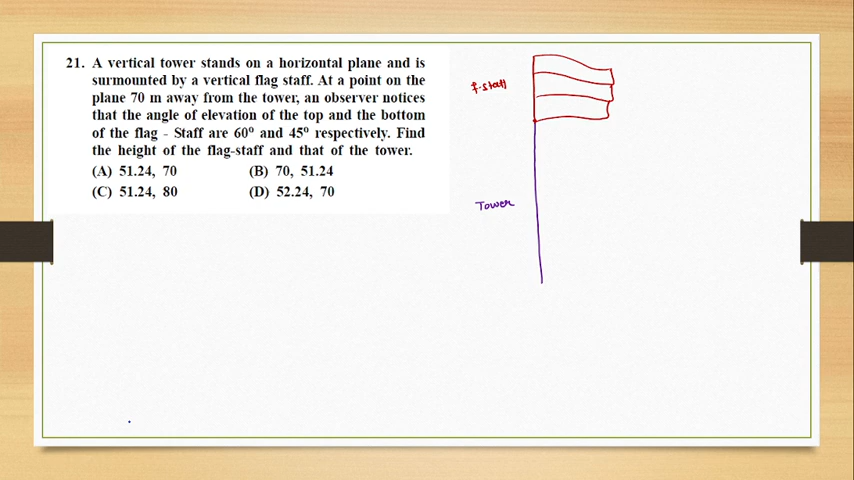 21. A vertical tower stands on a horizontal plane and is
surmounted by a vertical flag staff. At a point on the
plane 70 m away from the tower, an observer notices
that the angle of elevation of the top and the bottom
of the flag - Staff are 60° and 45° respectively. Find
the height of the flag-staff and that of the tower.
(A) 51.24, 70 (B) 70, 51.24
(C) 51.24, 80 (D) 52.24, 70
f-staff
Tower